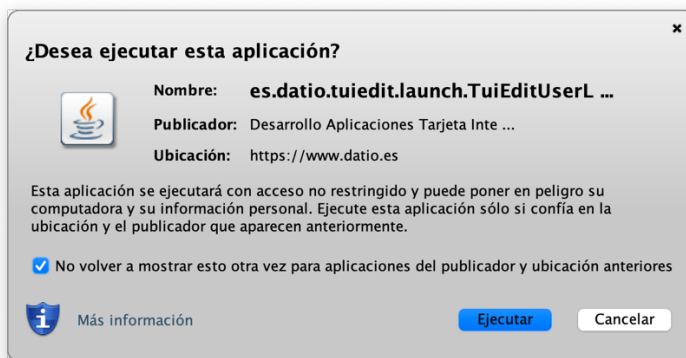 ¿Desea ejecutar esta aplicación?
Nombre: es.datio.tuiedit.launch.TuiEditUserL ...
Publicador: Desarrollo Aplicaciones Tarjeta Inte ...
Ubicación: https://www.datio.es
Esta aplicación se ejecutará con acceso no restringido y puede poner en peligro su
computadora y su información personal. Ejecute esta aplicación sólo si confía en la
ubicación y el publicador que aparecen anteriormente.
No volver a mostrar esto otra vez para aplicaciones del publicador y ubicación anteriores
Más información
Ejecutar
Cancelar